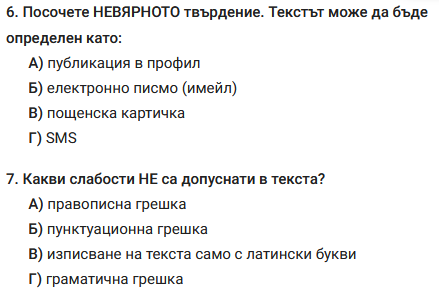 6. Посочете НЕВЯРНОТО твърдение. Текстът може да бъде
определен като:
А) публикация в профил
Б) електронно писмо (имейл)
В) пощенска картичка
Г) SMS
7. Какви слабости НЕ са допуснати в текста?
А) правописна грешка
Б) пунктуационна грешка
В) изписване на текста само с латински букви
Г) граматична грешка